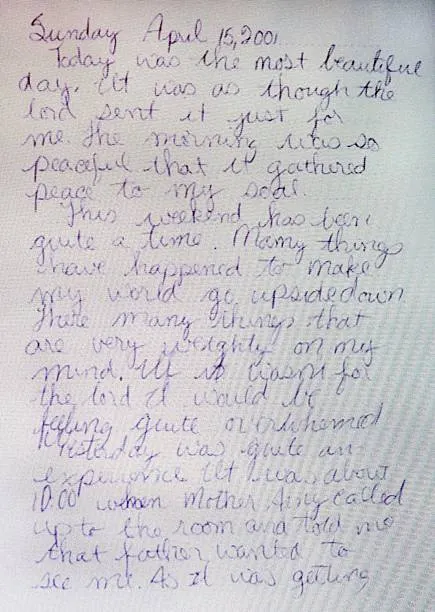 Sunday April 15, 2001
Today was the most beautiful
day. It was as though the
lord sent it just for
me. The morning was so
peaceful that it gathered
peace to my soul.
This weekend has been
quite a time. Many things
have happened to make
my world go upsidedown
There many things that
are very weighty on my
mind. If it wasnt for
the lord I would be
feeling quite overwhemed
Yesterday was quite an
experience. It was about
10:00 when Mother called
up to the room and told me
that father wanted to
see me. As I was getting